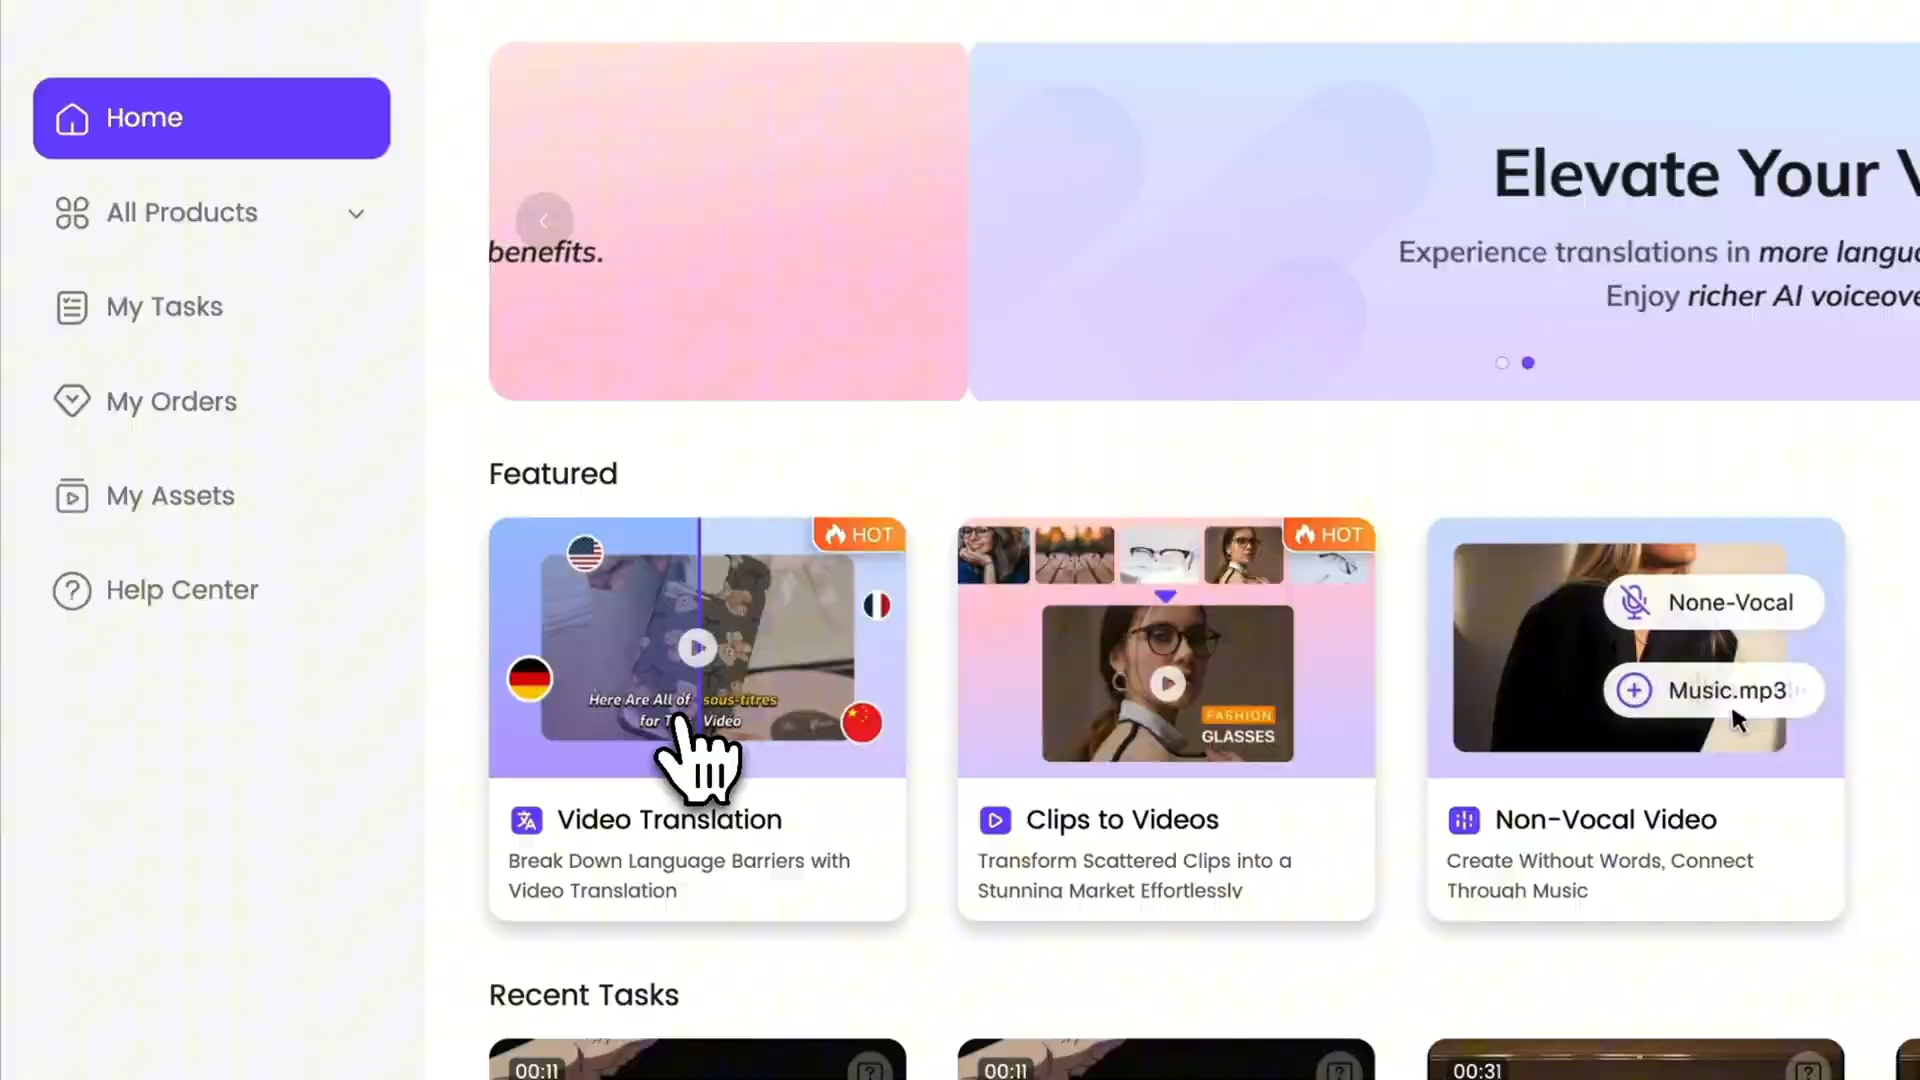 Home
All Products
My Tasks
My Orders
My Assets
Help Center
benefits.
Elevate Your
Experience translations in more
Enjoy richer AI
Featured
HOT
Here Are All of sous-titres
for Video
Video Translation
Break Down Language Barriers with
Video Translation
HOT
FASHION
GLASSES
Clips to Videos
Transform Scattered Clips into a
Stunning Market Effortlessly
None-Vocal
Music.mp3
Non-Vocal Video
Create Without Words, Connect
Through Music
Recent Tasks
00:11
00:11
00:31